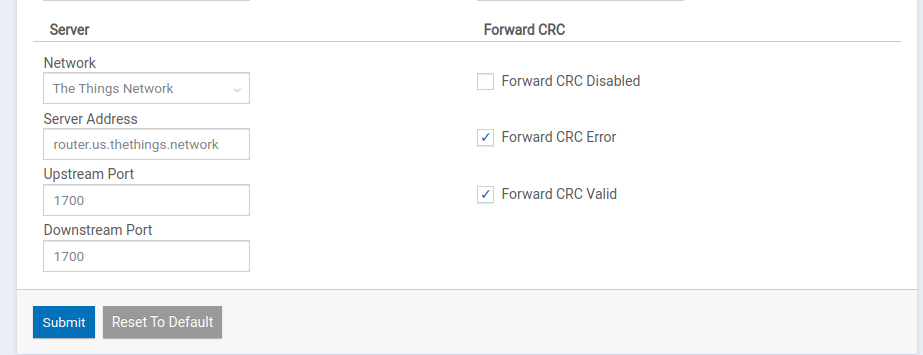 Server
Forward CRC
Network
The Things Network
Forward CRC Disabled
Server Address
router.us.thethings.network
Forward CRC Error
Upstream Port
1700
Forward CRC Valid
Downstream Port
1700
Submit
Reset To Default